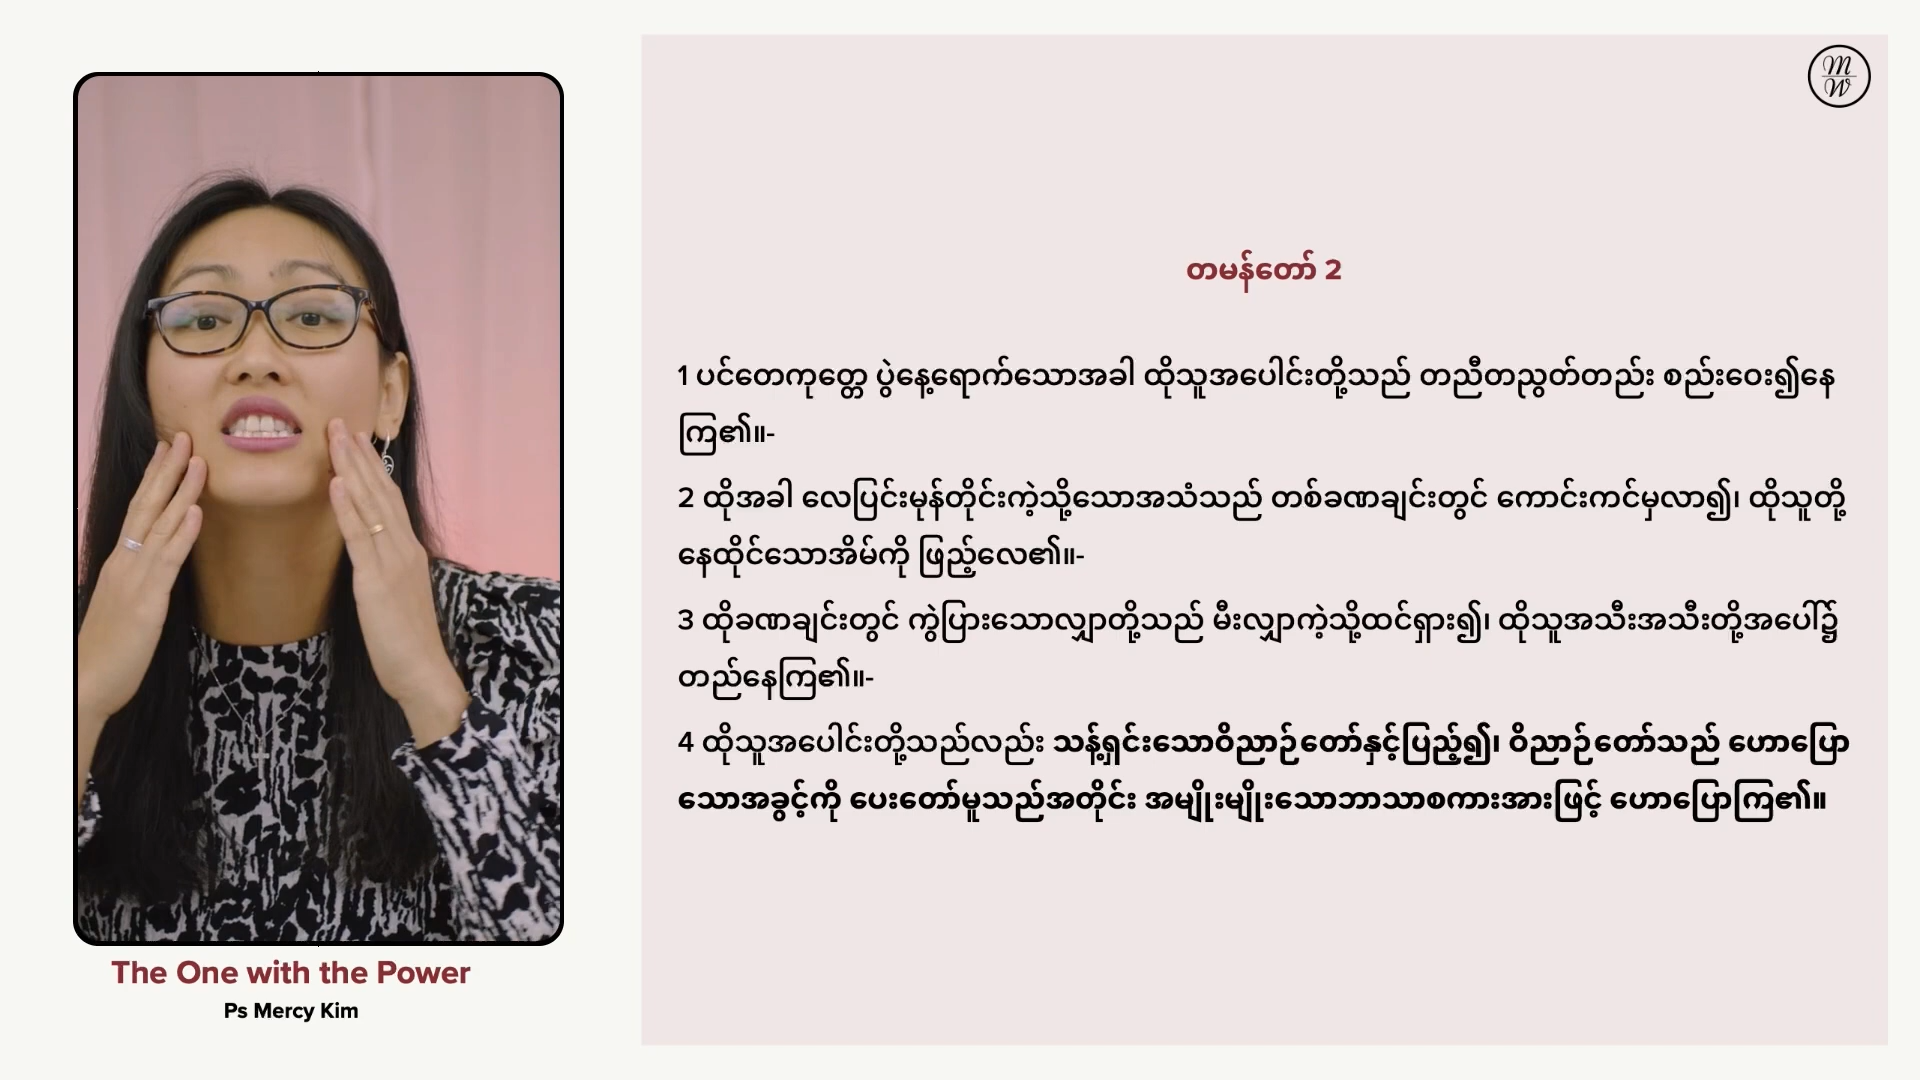 M
W
တမန်တော် 2
1 ပင်တေကုတ္တေ ပွဲနေ့ရောက်သောအခါ ထိုသူအပေါင်းတို့သည် တညီတညွတ်တည်း စည်းဝေး၍နေ
ကြ၏။-
2 ထိုအခါ လေပြင်းမုန်တိုင်းကဲ့သို့သောအသံသည် တစ်ခဏချင်းတွင် ကောင်းကင်မှလာ၍၊ ထိုသူတို့
နေထိုင်သောအိမ်ကို ဖြည့်လေ၏။-
3 ထိုခဏချင်းတွင် ကွဲပြားသောလျှာတို့သည် မီးလျှာကဲ့သို့ထင်ရှား၍၊ ထိုသူအသီးအသီးတို့အပေါ်၌
တည်နေကြ၏။-
4 ထိုသူအပေါင်းတို့သည်လည်း သန့်ရှင်းသောဝိညာဉ်တော်နှင့်ပြည့်၍၊ ဝိညာဉ်တော်သည် ဟောပြော
သောအခွင့်ကို ပေးတော်မူသည်အတိုင်း အမျိုးမျိုးသောဘာသာစကားအားဖြင့် ဟောပြောကြ၏။
The One with the Power
Ps Mercy Kim